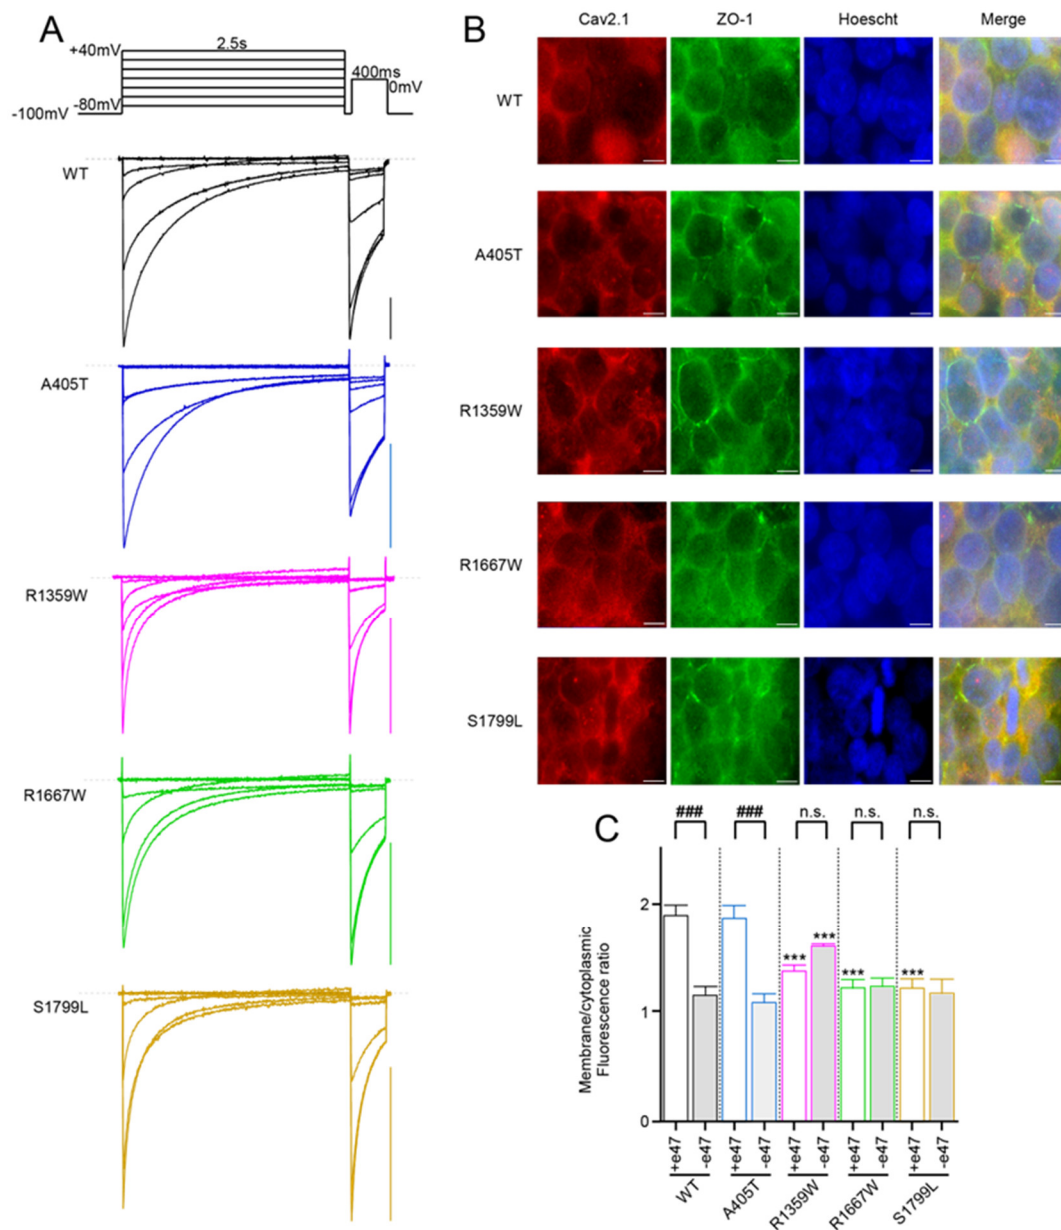 A
+40mV
2.5s
400ms
0mV
-80mV
-100mV
WT
A405T
R1359W
R1667W
S1799L
B
Cav2.1 ZO-1 Hoescht Merge
WT
A405T
R1359W
R1667W
S1799L
C
### ### n.s. n.s. n.s.
Membrane/cytoplasmic
Fluorescence ratio
2
1
0
*** *** *** ***
+e47 -e47 +e47 -e47 +e47 -e47 +e47 -e47 +e47 -e47
WT A405T R1359W R1667W S1799L